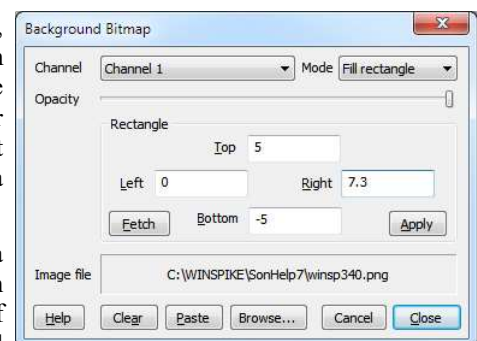 Background Bitmap
Channel Channel 1 Mode Fill rectangle
Opacity
Rectangle
Top 5
Left 0 Right 7.3
Fetch Bottom -5 Apply
Image file C:\WINSPIKE\SonHelp7\winsp340.png
Help Clear Paste Browse... Cancel Close